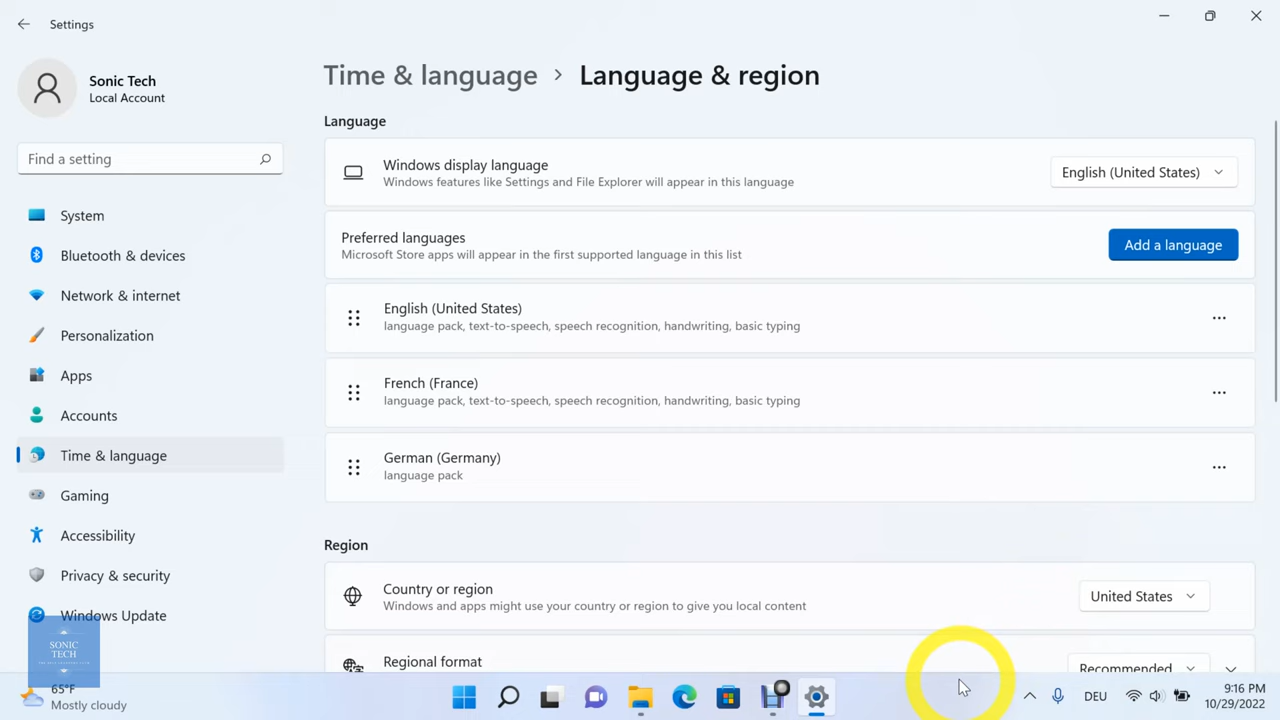 Settings
Sonic Tech
Local Account
Find a setting
System
Bluetooth & devices
Network & internet
Personalization
Apps
Accounts
Time & language
Gaming
Accessibility
Privacy & security
Windows Update
Time & language > Language & region
Language
Windows display language
Windows features like Settings and File Explorer will appear in this language
English (United States)
Preferred languages
Microsoft Store apps will appear in the first supported language in this list
Add a language
English (United States)
language pack, text-to-speech, speech recognition, handwriting, basic typing
French (France)
language pack, text-to-speech, speech recognition, handwriting, basic typing
German (Germany)
language pack
Region
Country or region
Windows and apps might use your country or region to give you local content
United States
Regional format
Recommended
SONIC
TECH
65°F
Mostly cloudy
DEU
9:16 PM
10/29/2022